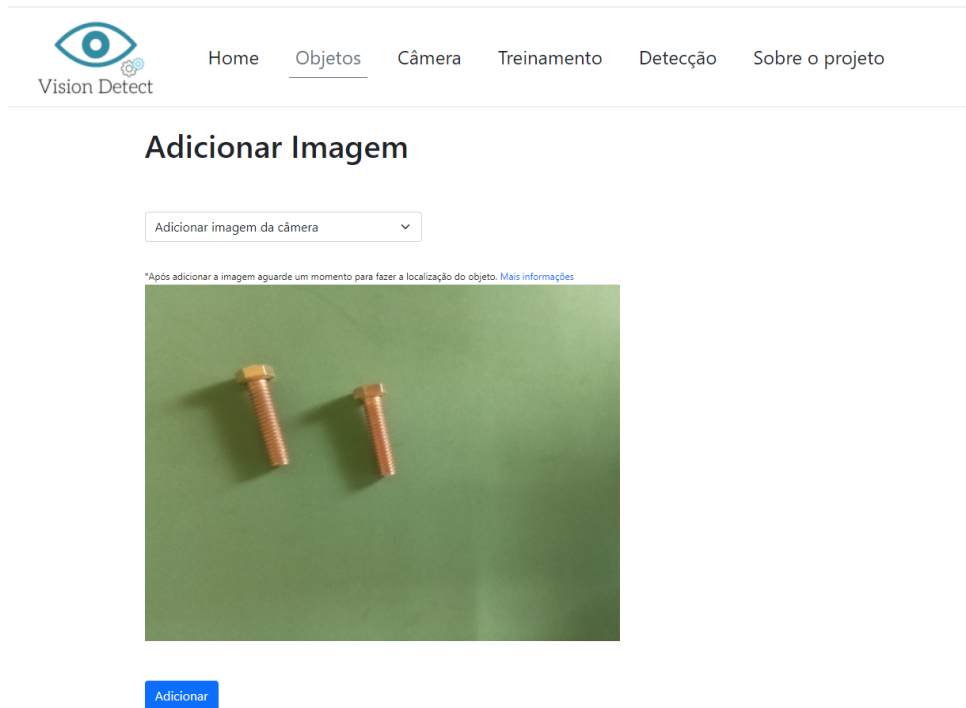 Vision Detect
Home Objetos Câmera Treinamento Detecção Sobre o projeto
Adicionar Imagem
Adicionar imagem da câmera
*Após adicionar a imagem aguarde um momento para fazer a localização do objeto. Mais informações
Adicionar